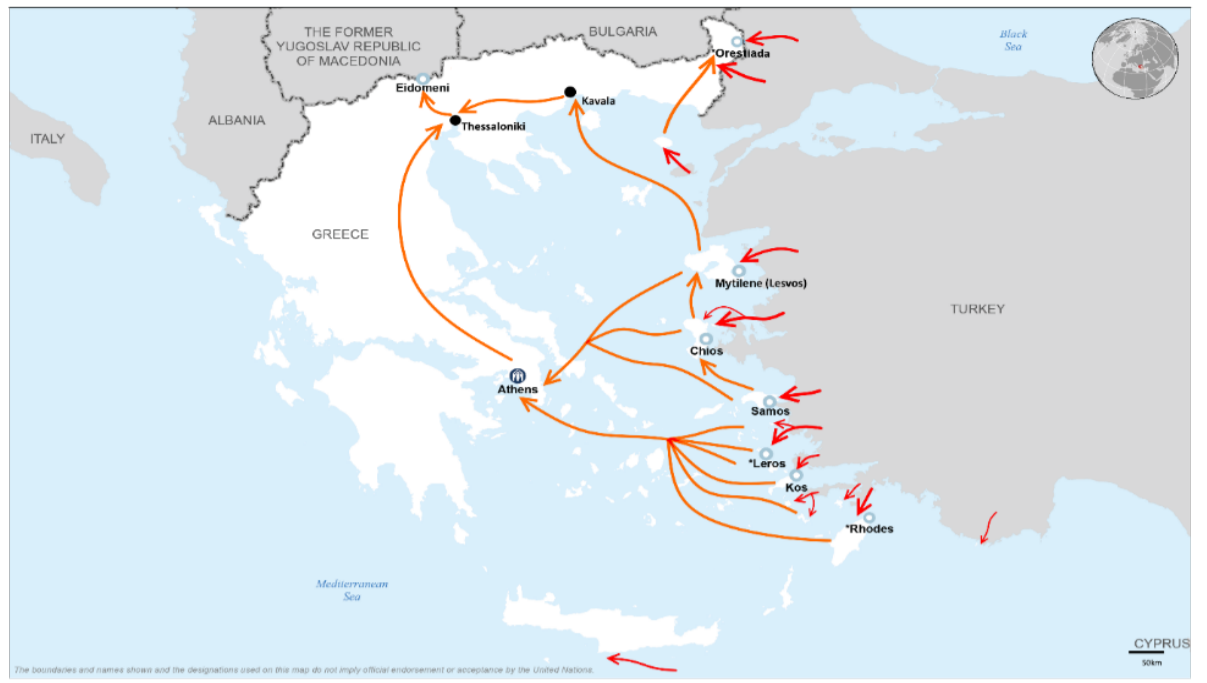 THE FORMER
YUGOSLAV REPUBLIC
OF MACEDONIA
BULGARIA
Black
Sea
*Orestiada
Eidomeni
Kavala
ALBANIA
Thessaloniki
ITALY
GREECE
Mytilene (Lesvos)
TURKEY
Chios
Athens
Samos
*Leros
Kos
*Rhodes
Mediterranean
Sea
CYPRUS
50km
The boundaries and names shown and the designations used on this map do not imply official endorsement or acceptance by the United Nations.